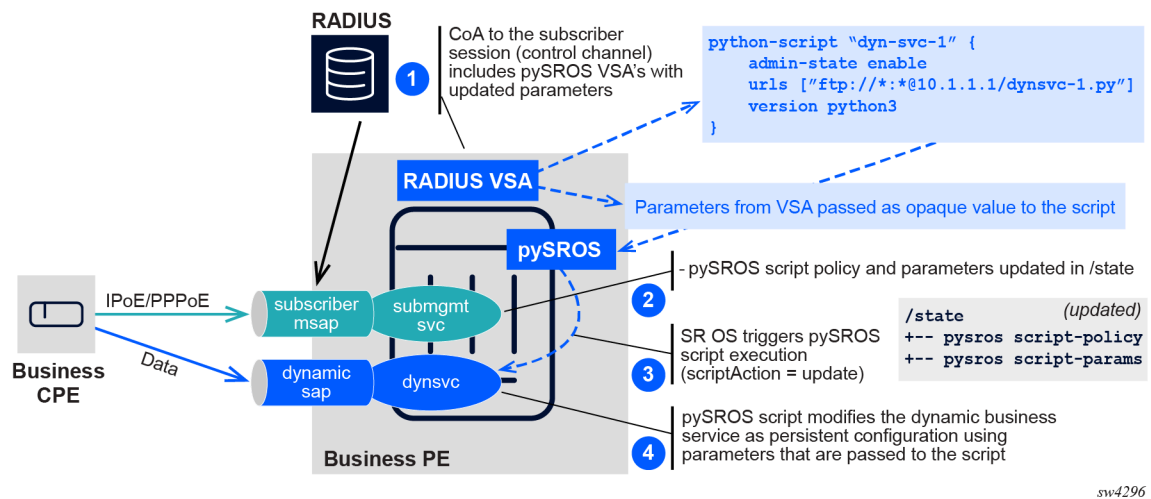 RADIUS
1
CoA to the subscriber
session (control channel)
includes pySROS VSA's with
updated parameters
python-script “dyn-svc-1” {
    admin-state enable
    urls [”ftp://*:*@10.1.1.1/dynsvc-1.py”]
    version python3
}
RADIUS VSA
Parameters from VSA passed as opaque value to the script
pySROS
- pySROS script policy and parameters updated in /state
2
IPoE/PPPoE
subscriber
msap
submgmt
svc
/state (updated)
+-- pysros script-policy
+-- pysros script-params
SR OS triggers pySROS
script execution
(scriptAction = update)
3
Business
CPE
Data
dynamic
sap
dynsvc
pySROS script modifies the dynamic business
service as persistent configuration using
parameters that are passed to the script
4
Business PE
sw4296